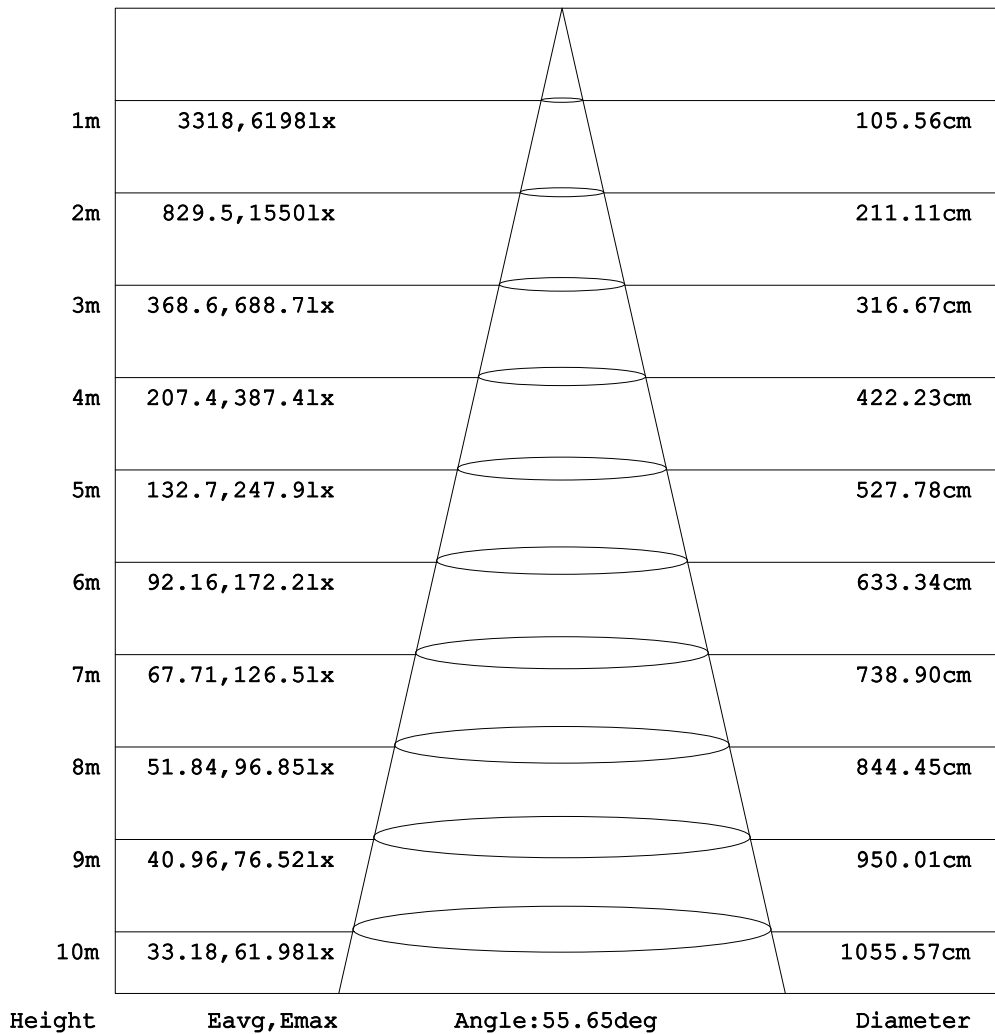 1m 3318,6198lx 105.56cm
2m 829.5,1550lx 211.11cm
3m 368.6,688.7lx 316.67cm
4m 207.4,387.4lx 422.23cm
5m 132.7,247.9lx 527.78cm
6m 92.16,172.2lx 633.34cm
7m 67.71,126.5lx 738.90cm
8m 51.84,96.85lx 844.45cm
9m 40.96,76.52lx 950.01cm
10m 33.18,61.98lx 1055.57cm
Height Eavg,Emax Angle:55.65deg Diameter